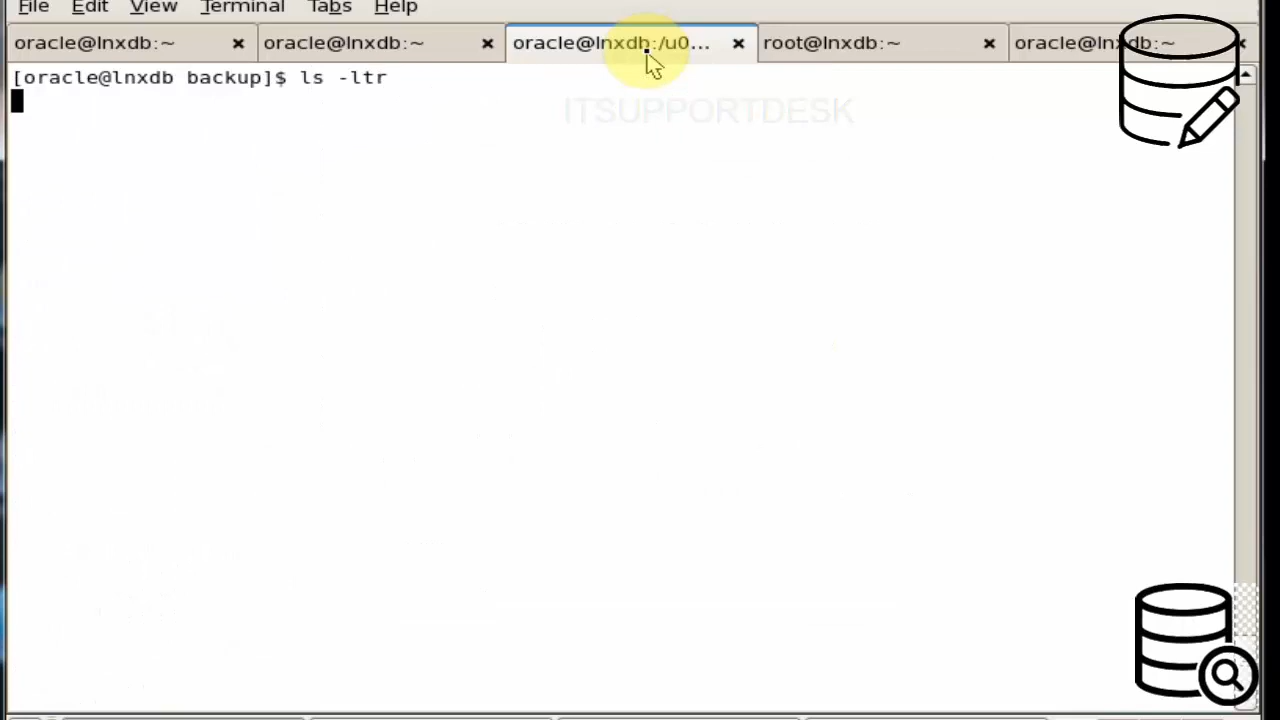 File Edit View Terminal Tabs Help
oracle@lnxdb:~ oracle@lnxdb:~ oracle@lnxdb:/u0... root@lnxdb:~ oracle@lnxdb:~
[oracle@lnxdb backup]$ ls -ltr
ITSUPPORTDESK